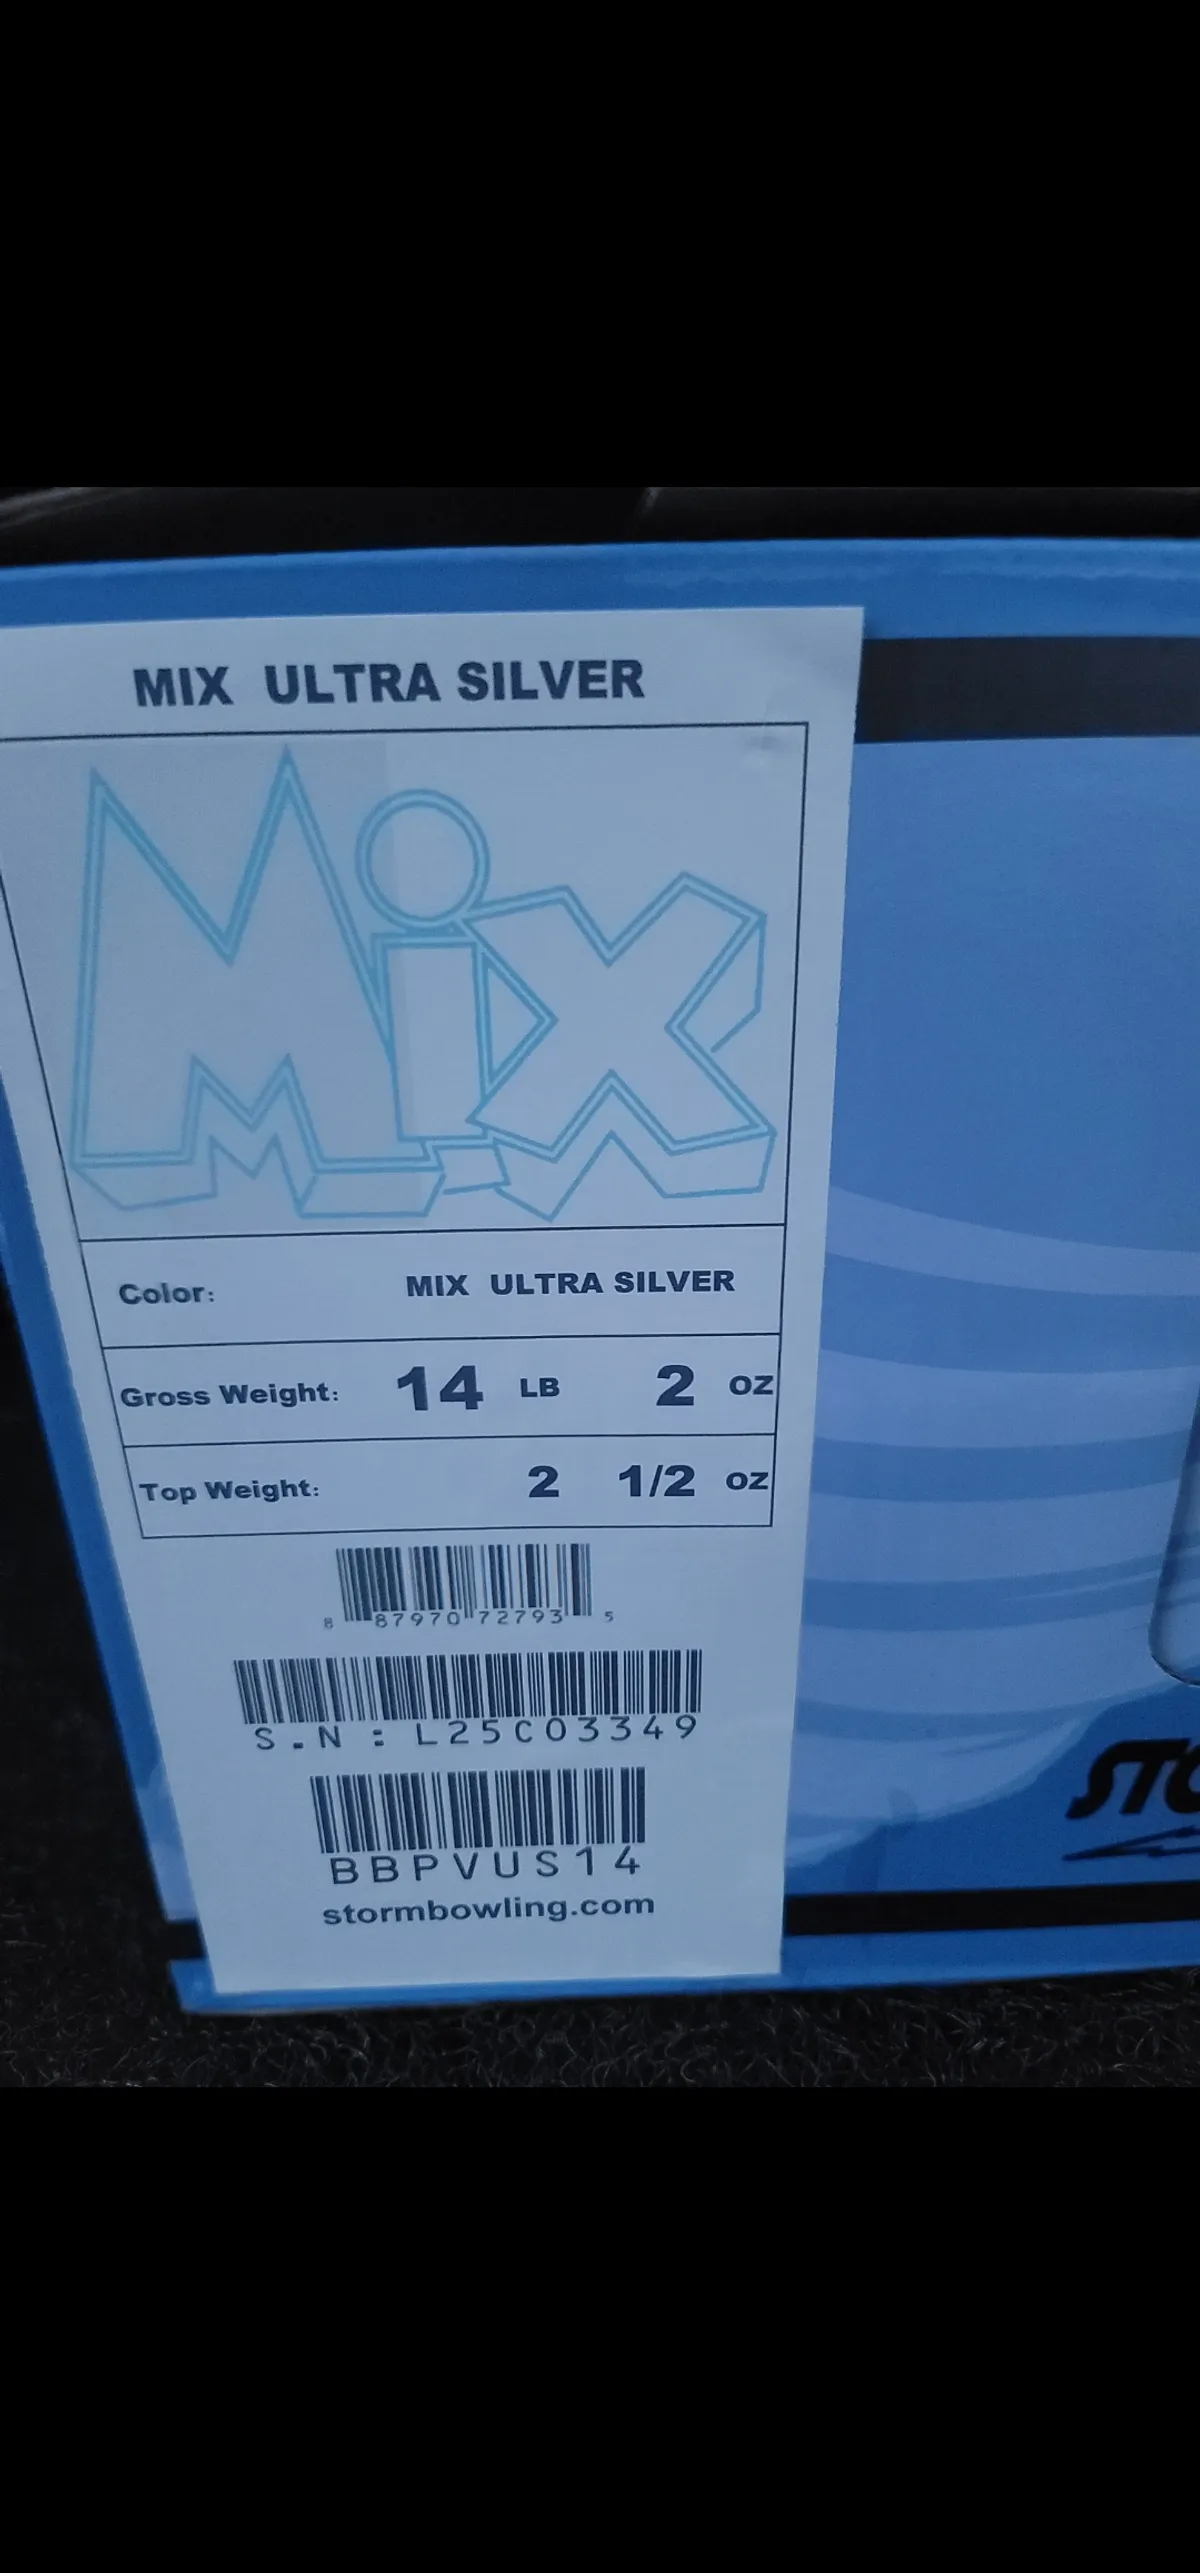 MIX ULTRA SILVER
Mix
Color: MIX ULTRA SILVER
Gross Weight: 14 LB 2 oz
Top Weight: 2 1/2 oz
8 87970 72793 5
S.N: L25C03349
BBPVUS14
stormbowling.com